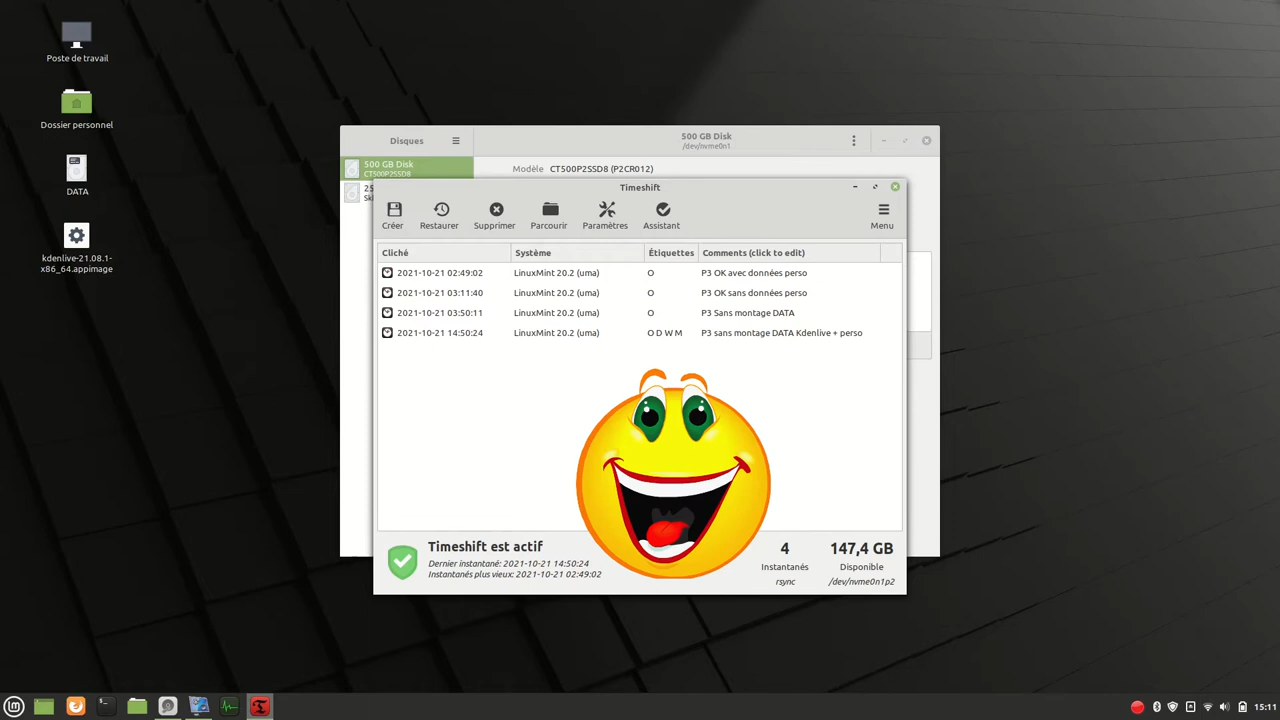 Poste de travail
Dossier personnel
DATA
kdenlive-21.08.1-
x86_64.appimage
Disques
500 GB Disk
/dev/nvme0n1
500 GB Disk
CT500P2SSD8
Modèle CT500P2SSD8 (P2CR012)
Timeshift
Créer
Restaurer
Supprimer
Parcourir
Paramètres
Assistant
Menu
Cliché Système Étiquettes Comments (click to edit)
2021-10-21 02:49:02 LinuxMint 20.2 (uma) O P3 OK avec données perso
2021-10-21 03:11:40 LinuxMint 20.2 (uma) O P3 OK sans données perso
2021-10-21 03:50:11 LinuxMint 20.2 (uma) O P3 Sans montage DATA
2021-10-21 14:50:24 LinuxMint 20.2 (uma) O D W M P3 sans montage DATA Kdenlive + perso
Timeshift est actif
Dernier instantané: 2021-10-21 14:50:24
Instantanés plus vieux: 2021-10-21 02:49:02
4
Instantanés
rsync
147,4 GB
Disponible
/dev/nvme0n1p2
15:11